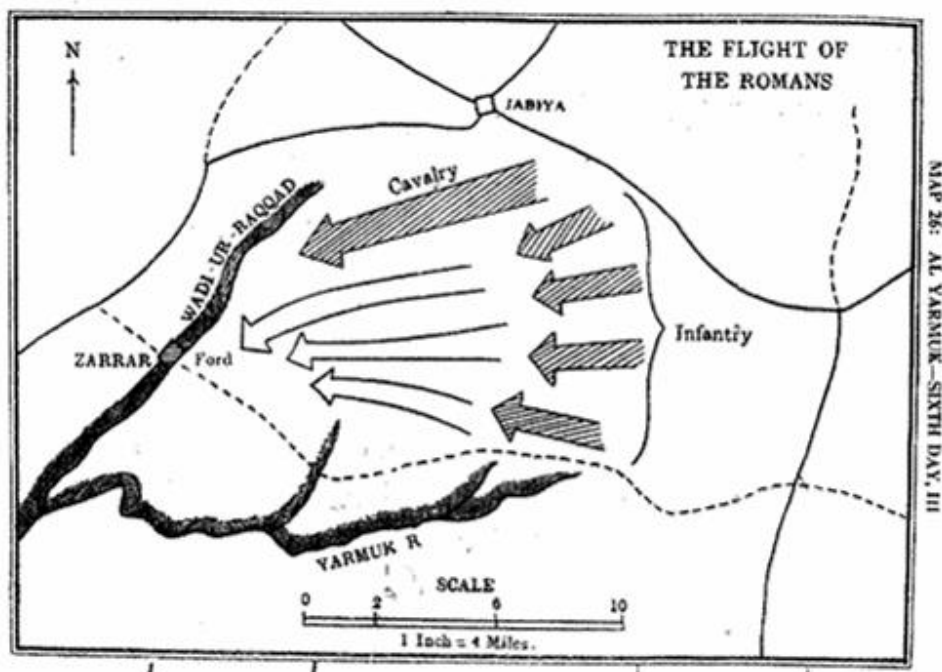 N
THE FLIGHT OF
THE ROMANS
JABIYA
Cavalry
WADI-UR-RAQQAD
Infantry
ZARRAR
Ford
YARMUK R
SCALE
0 2 6 10
1 Inch = 4 Miles.
MAP 26: AL YARMUK—SIXTH DAY, III